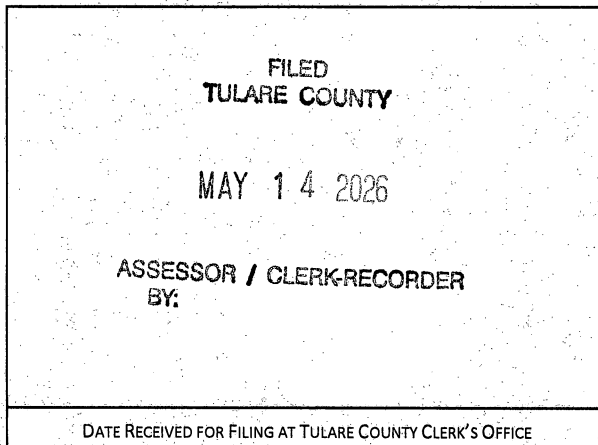 FILED
TULARE COUNTY
MAY 14 2026
ASSESSOR / CLERK-RECORDER
BY:
DATE RECEIVED FOR FILING AT TULARE COUNTY CLERK'S OFFICE